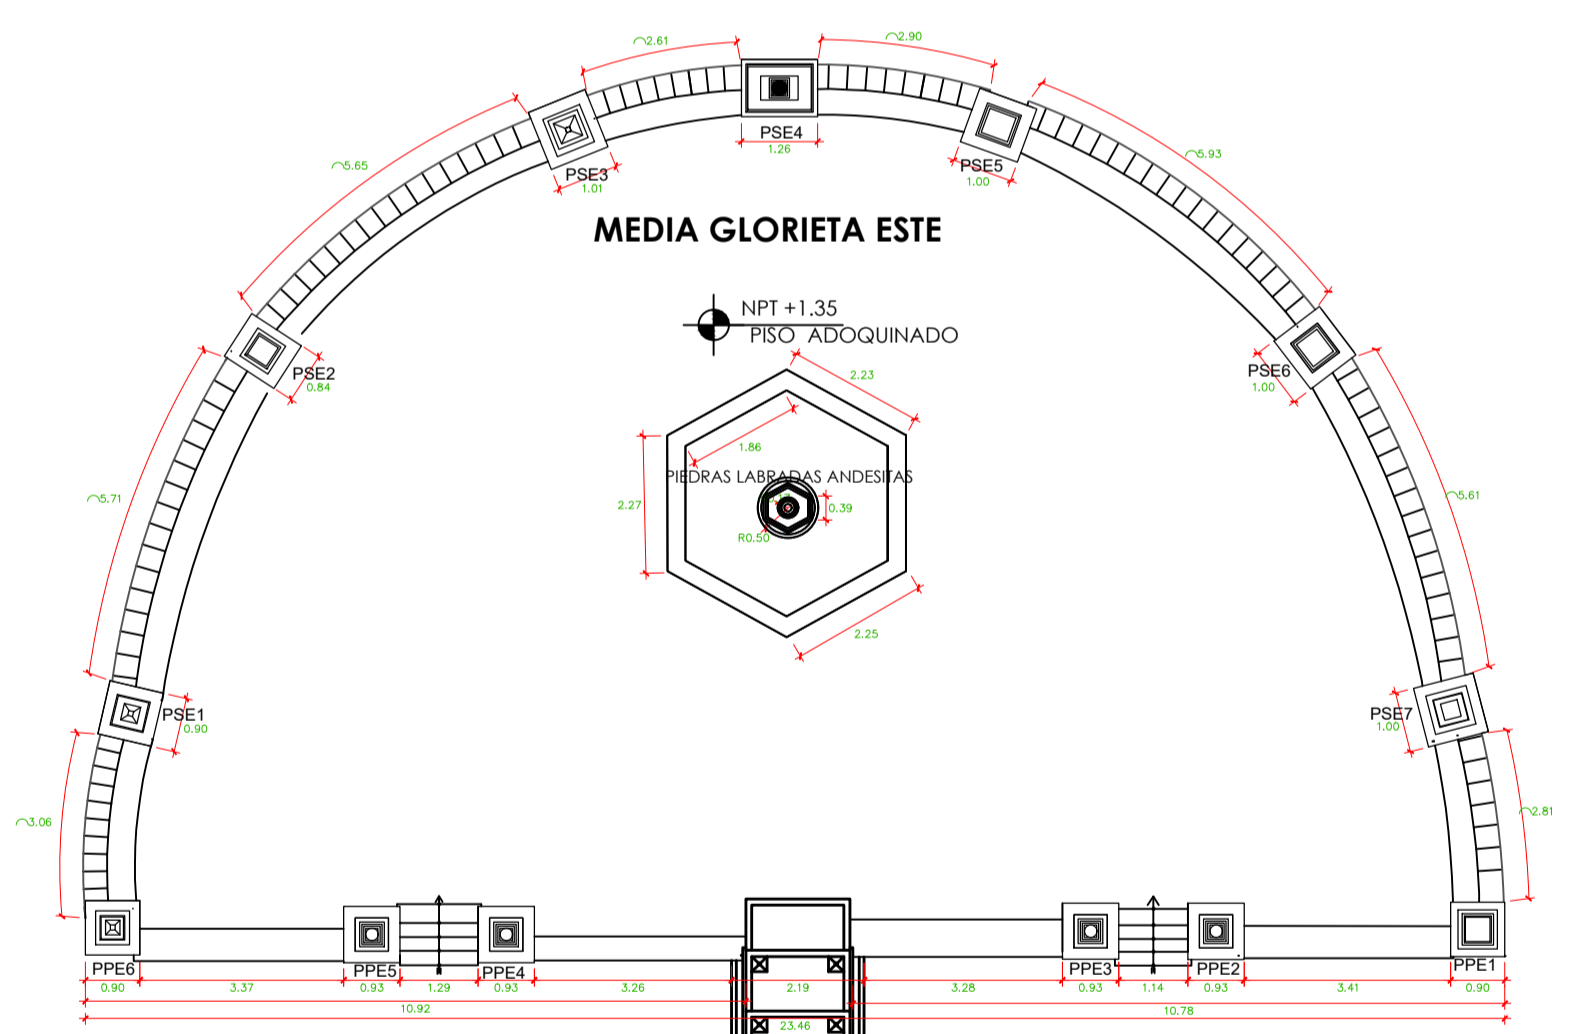 ⌒2.61
⌒2.90
PSE4
1.26
⌒5.65
⌒5.93
PSE3
1.01
PSE5
1.00
MEDIA GLORIETA ESTE
NPT +1.35
PISO ADOQUINADO
PSE2
0.84
PSE6
1.00
2.23
1.86
PIEDRAS LABRADAS ANDESITAS
⌒5.71
⌒5.61
2.27
0.39
R0.50
2.25
PSE1
0.90
PSE7
1.00
⌒3.06
⌒2.81
PPE6
PPE5
PPE4
PPE3
PPE2
PPE1
0.90
3.37
0.93
1.29
0.93
3.26
2.19
3.28
0.93
1.14
0.93
3.41
0.90
10.92
10.78
23.46